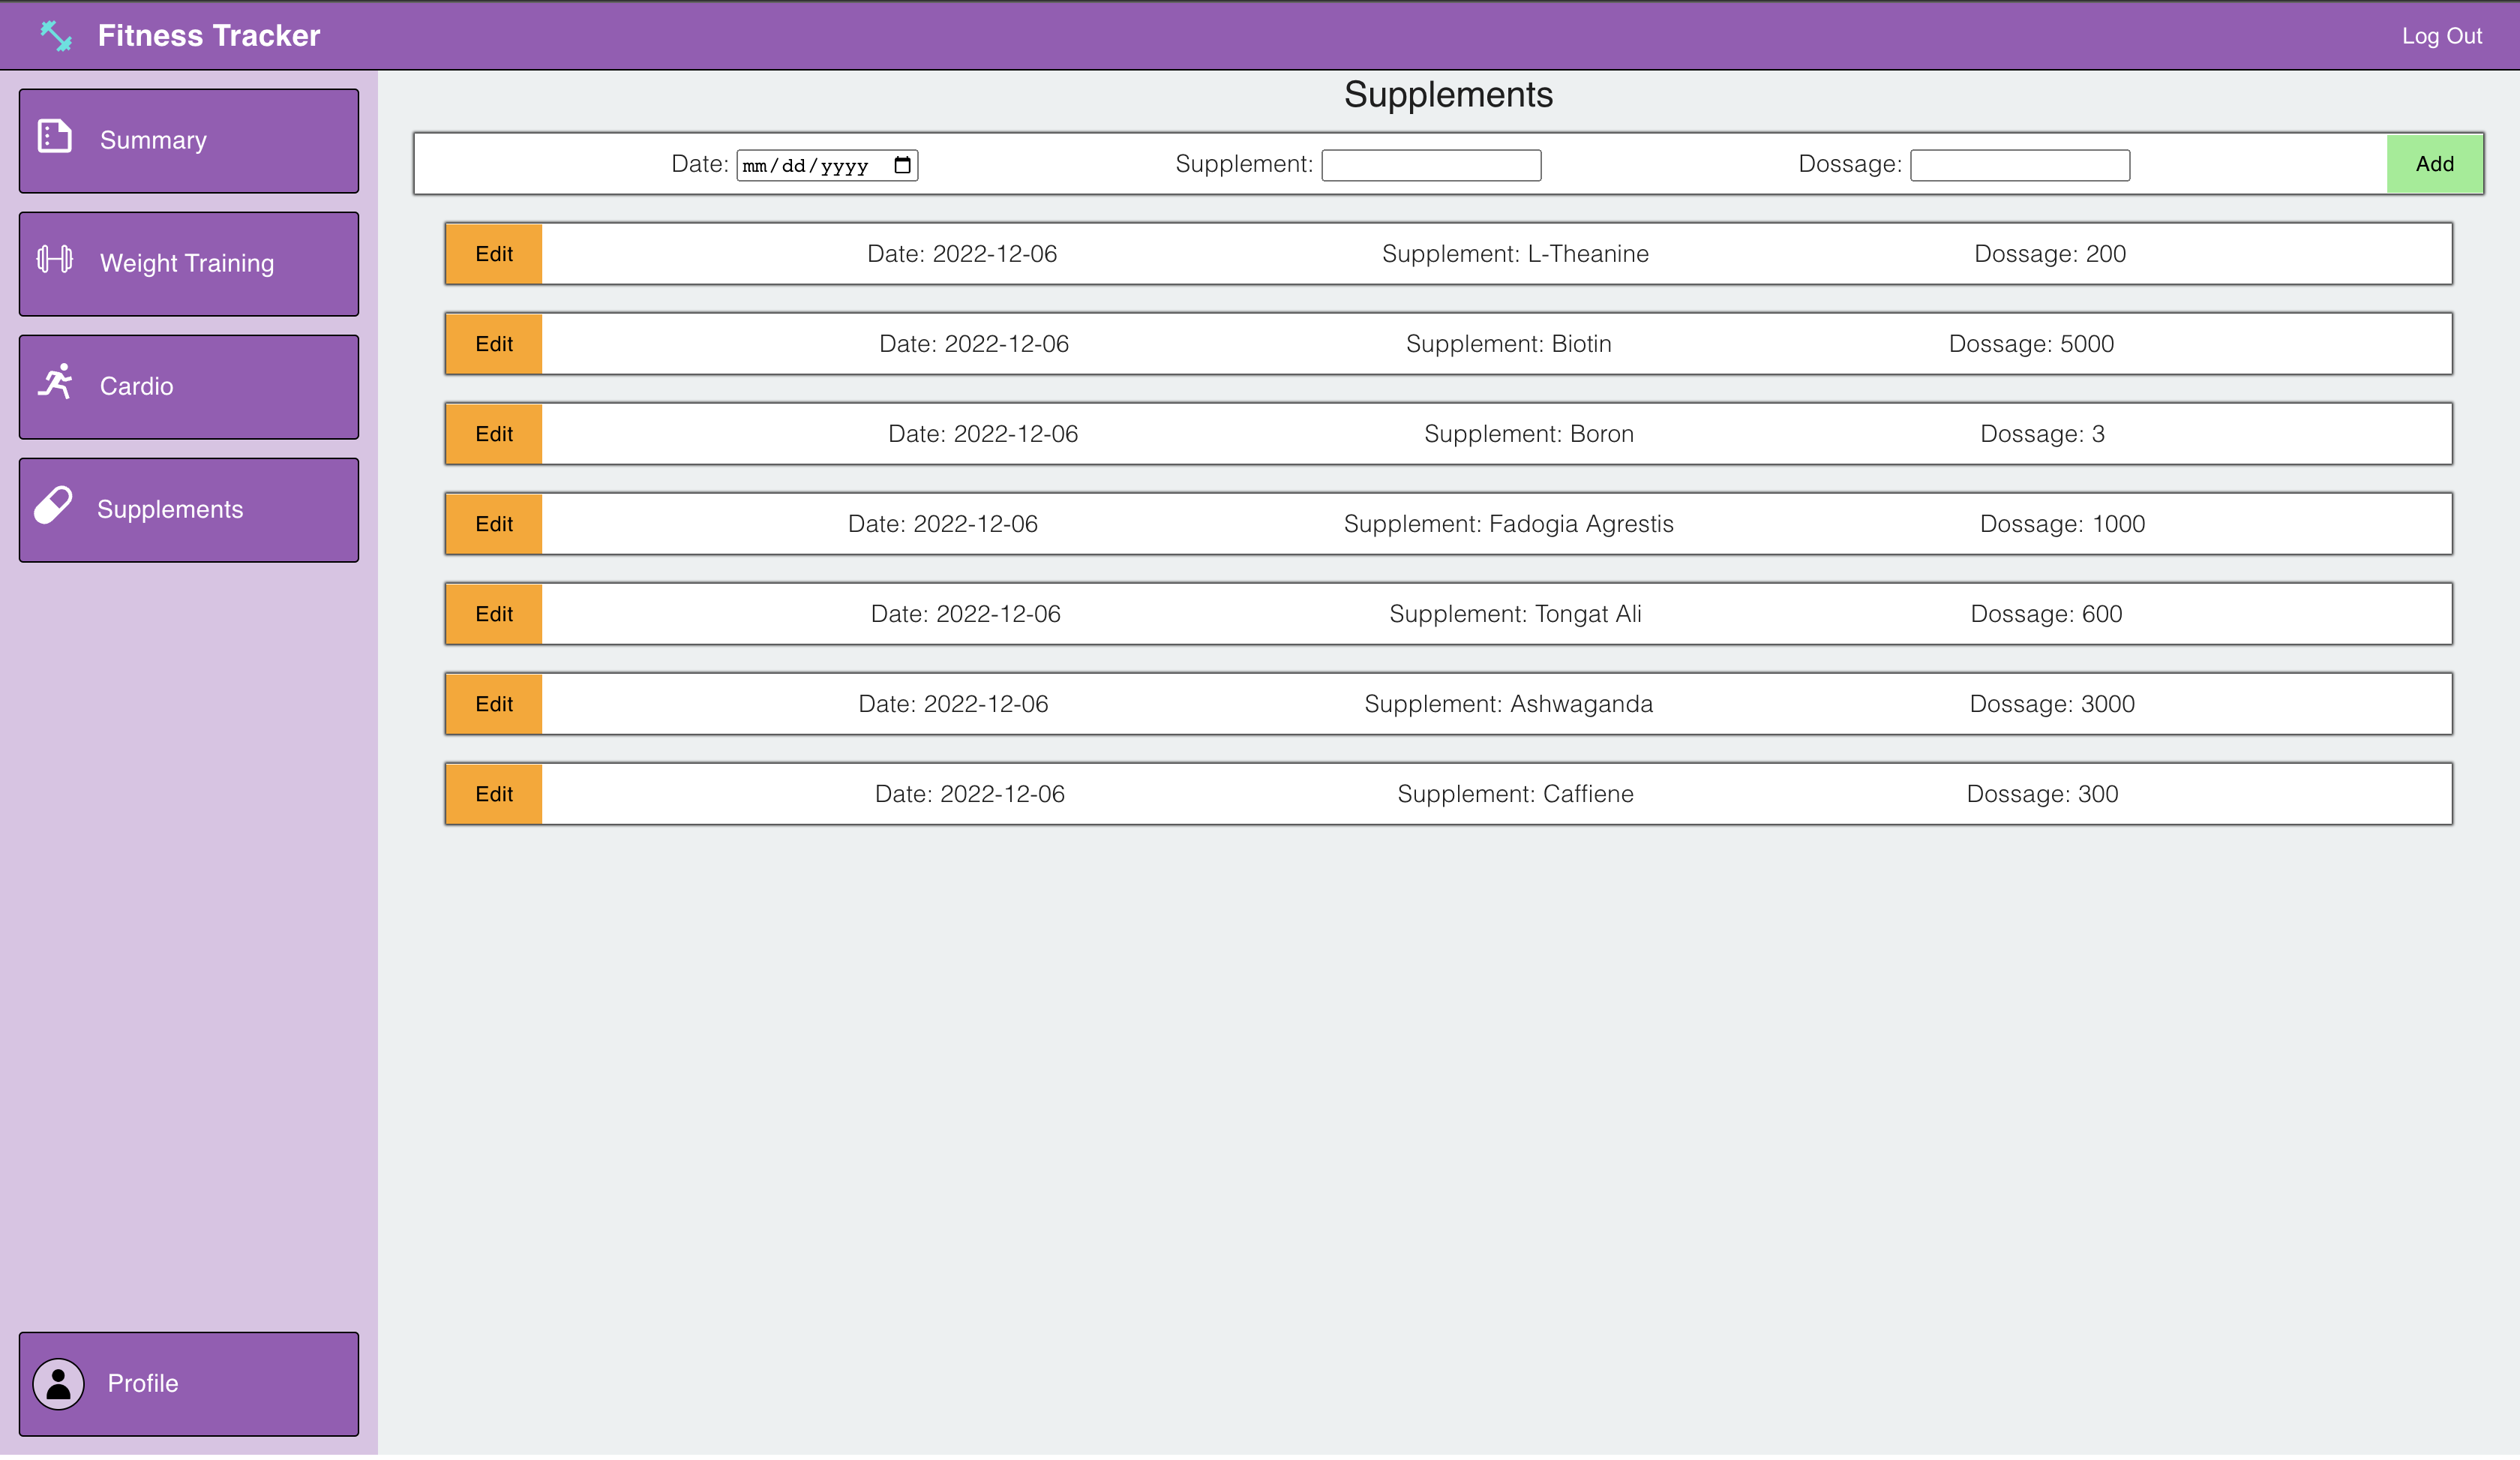 Fitness Tracker Log Out
Summary
Weight Training
Cardio
Supplements
Profile
Supplements
Date: mm/dd/yyyy Supplement: Dossage: Add
Edit Date: 2022-12-06 Supplement: L-Theanine Dossage: 200
Edit Date: 2022-12-06 Supplement: Biotin Dossage: 5000
Edit Date: 2022-12-06 Supplement: Boron Dossage: 3
Edit Date: 2022-12-06 Supplement: Fadogia Agrestis Dossage: 1000
Edit Date: 2022-12-06 Supplement: Tongat Ali Dossage: 600
Edit Date: 2022-12-06 Supplement: Ashwaganda Dossage: 3000
Edit Date: 2022-12-06 Supplement: Caffiene Dossage: 300